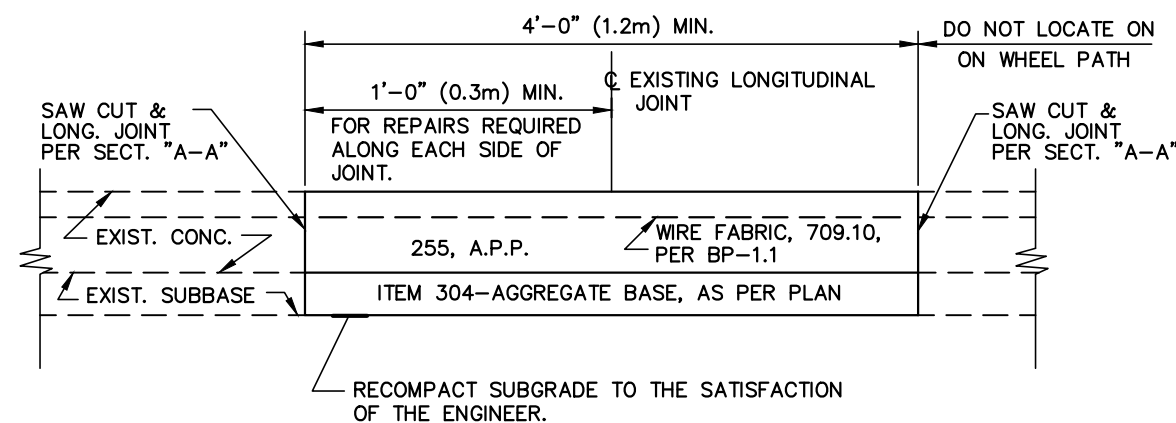 4'-0" (1.2m) MIN.
DO NOT LOCATE ON
ON WHEEL PATH
℄ EXISTING LONGITUDINAL
JOINT
1'-0" (0.3m) MIN.
FOR REPAIRS REQUIRED
ALONG EACH SIDE OF
JOINT.
SAW CUT &
LONG. JOINT
PER SECT. "A-A"
SAW CUT &
LONG. JOINT
PER SECT. "A-A"
EXIST. CONC.
255, A.P.P.
WIRE FABRIC, 709.10,
PER BP-1.1
EXIST. SUBBASE
ITEM 304-AGGREGATE BASE, AS PER PLAN
RECOMPACT SUBGRADE TO THE SATISFACTION
OF THE ENGINEER.